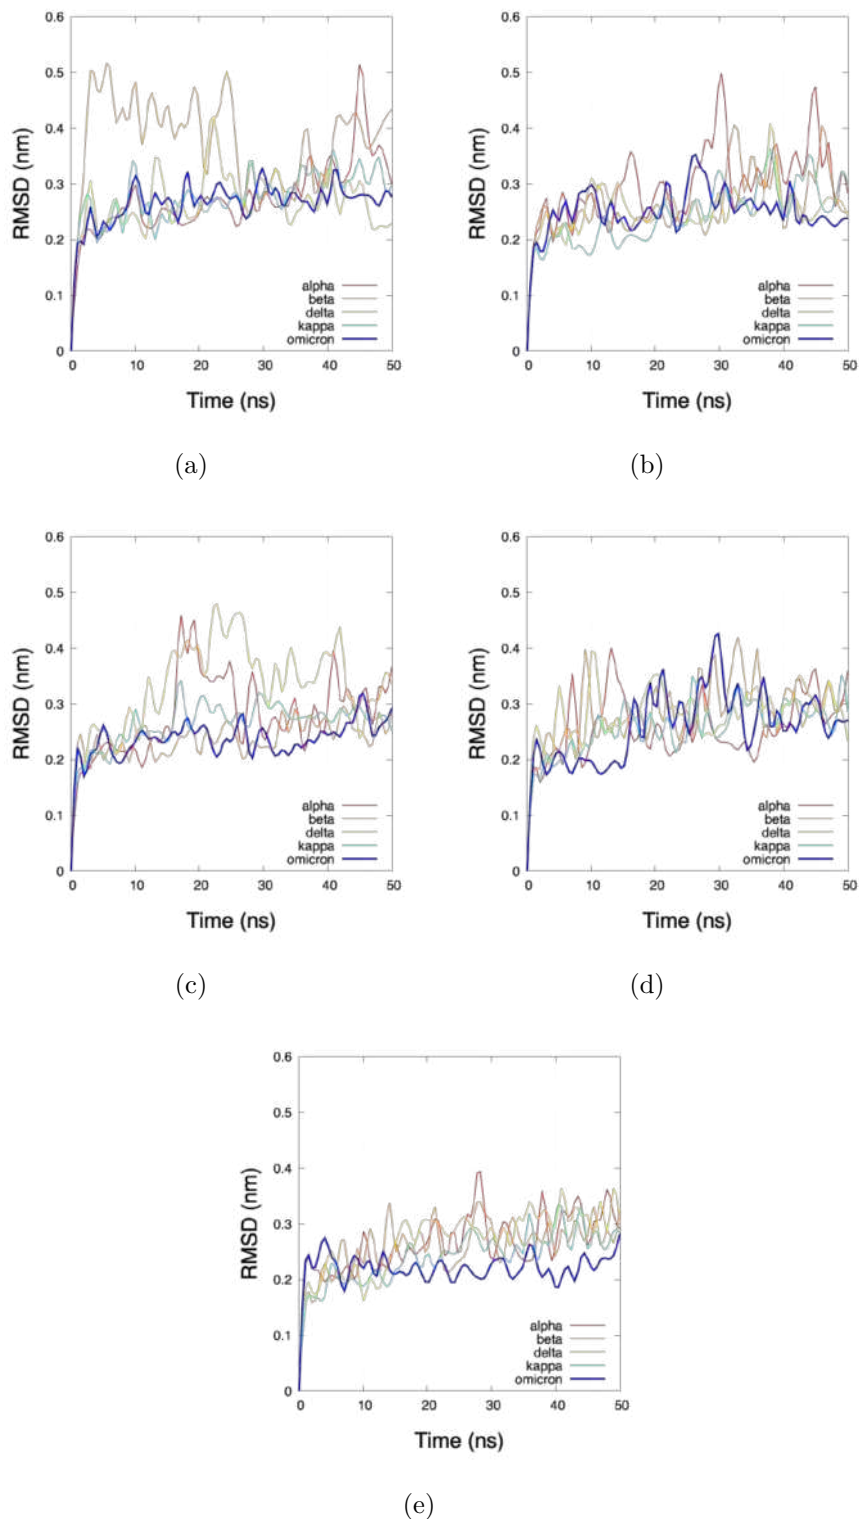 0.6 0.6
0.5 0.5
0.4 0.4
RMSD (nm) RMSD (nm)
0.3 0.3
0.2 0.2
alpha alpha
beta beta
0.1 0.1
delta delta
kappa kappa
omicron omicron
0 0
0 10 20 30 40 50 0 10 20 30 40 50
Time (ns) Time (ns)
(a) (b)
0.6 0.6
0.5 0.5
0.4 0.4
RMSD (nm) RMSD (nm)
0.3 0.3
0.2 0.2
alpha alpha
beta beta
0.1 0.1
delta delta
kappa kappa
omicron omicron
0 0
0 10 20 30 40 50 0 10 20 30 40 50
Time (ns) Time (ns)
(c) (d)
0.6
0.5
0.4
RMSD (nm)
0.3
0.2
alpha
beta
0.1
delta
kappa
omicron
0
0 10 20 30 40 50
Time (ns)
(e)